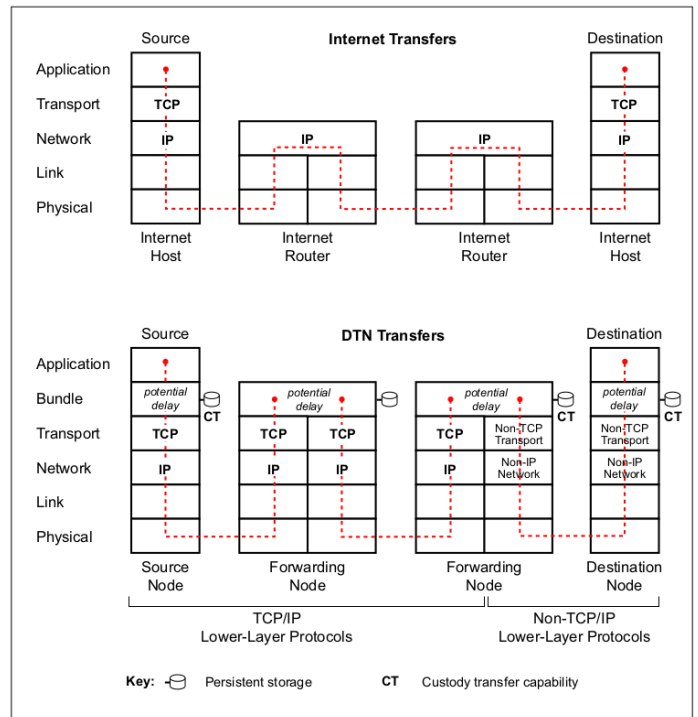 Source Internet Transfers Destination
Application
Transport TCP TCP
Network IP IP IP IP
Link
Physical
Internet Internet Internet Internet
Host Router Router Host
Source DTN Transfers Destination
Application
Bundle potential potential delay potential delay potential
delay CT CT delay CT
Transport TCP TCP TCP TCP Non-TCP Non-TCP
Transport Transport
Network IP IP IP IP Non-IP Non-IP
Network Network
Link
Physical
Source Forwarding Forwarding Destination
Node Node Node Node
TCP/IP Non-TCP/IP
Lower-Layer Protocols Lower-Layer Protocols
Key: Persistent storage CT Custody transfer capability